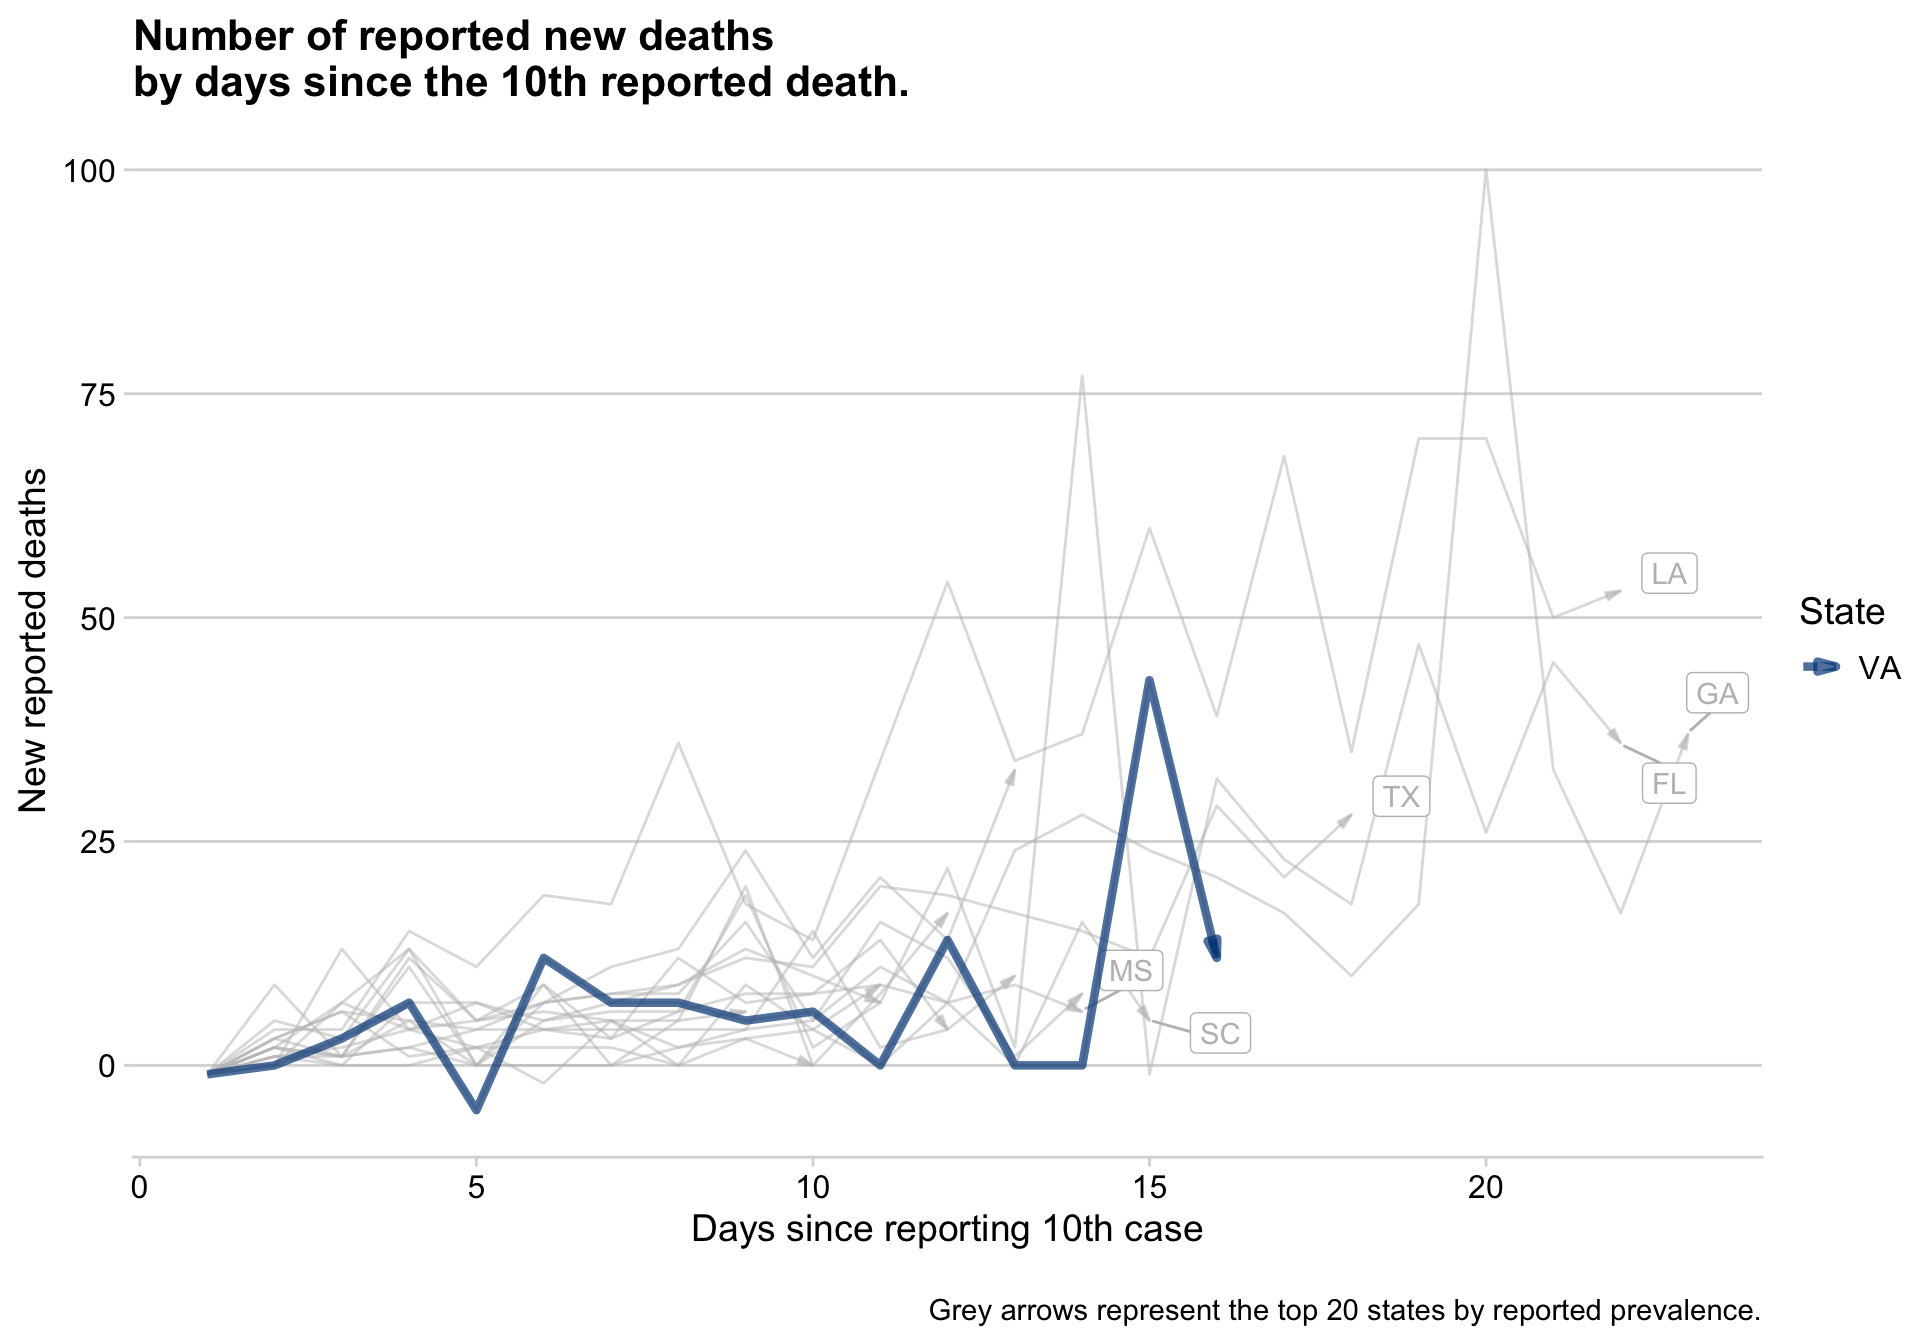 Number of reported new deaths
by days since the 10th reported death.
100
75
50
25
0
New reported deaths
LA
GA
FL
TX
MS
SC
State
VA
0 5 10 15 20
Days since reporting 10th case
Grey arrows represent the top 20 states by reported prevalence.